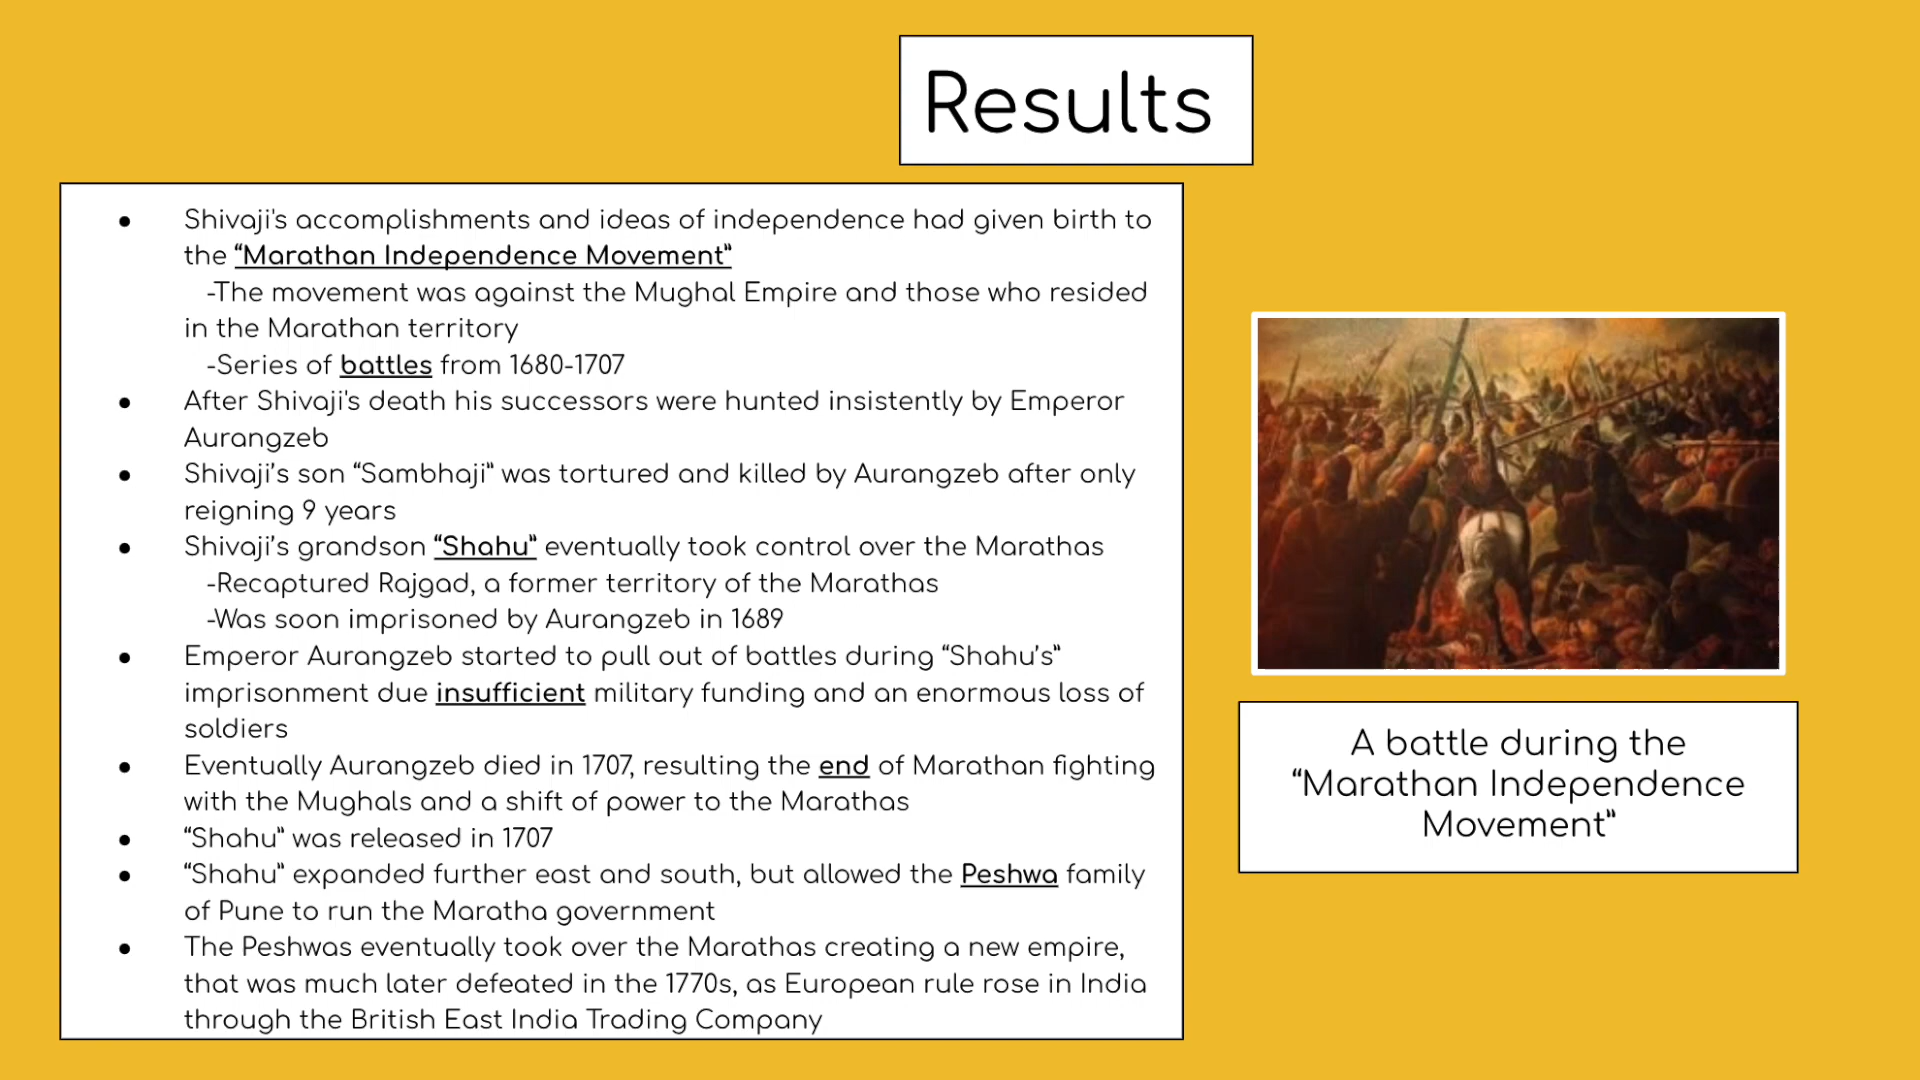 Results
● Shivaji's accomplishments and ideas of independence had given birth to
the “Marathan Independence Movement”
-The movement was against the Mughal Empire and those who resided
in the Marathan territory
-Series of battles from 1680-1707
● After Shivaji's death his successors were hunted insistently by Emperor
Aurangzeb
● Shivaji’s son “Sambhaji” was tortured and killed by Aurangzeb after only
reigning 9 years
● Shivaji’s grandson “Shahu” eventually took control over the Marathas
-Recaptured Rajgad, a former territory of the Marathas
-Was soon imprisoned by Aurangzeb in 1689
● Emperor Aurangzeb started to pull out of battles during “Shahu’s”
imprisonment due insufficient military funding and an enormous loss of
soldiers
● Eventually Aurangzeb died in 1707, resulting the end of Marathan fighting
with the Mughals and a shift of power to the Marathas
● “Shahu” was released in 1707
● “Shahu” expanded further east and south, but allowed the Peshwa family
of Pune to run the Maratha government
● The Peshwas eventually took over the Marathas creating a new empire,
that was much later defeated in the 1770s, as European rule rose in India
through the British East India Trading Company
A battle during the
“Marathan Independence
Movement”